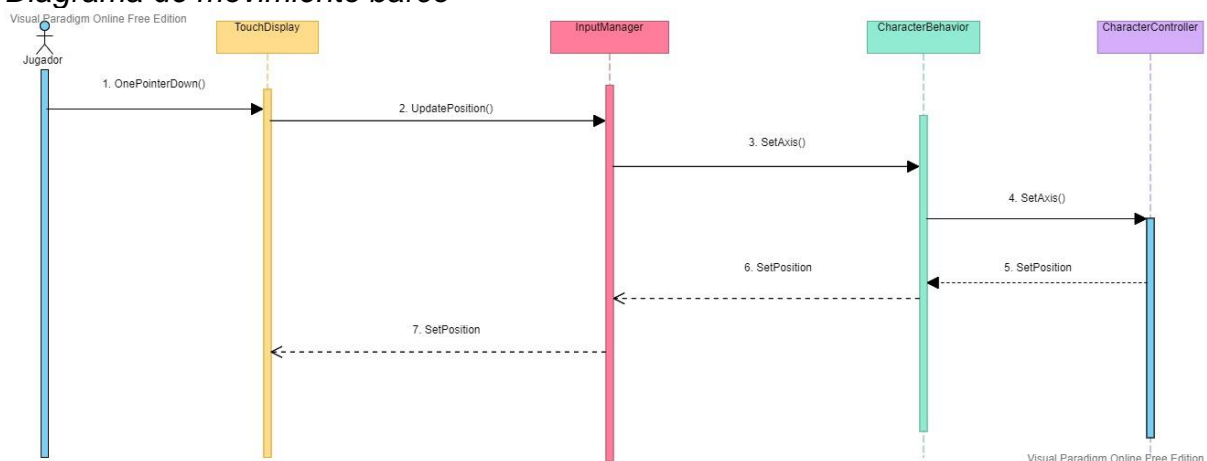 Diagrama de movimiento barco
Visual Paradigm Online Free Edition
Jugador
TouchDisplay
InputManager
CharacterBehavior
CharacterController
1. OnePointerDown()
2. UpdatePosition()
3. SetAxis()
4. SetAxis()
5. SetPosition
6. SetPosition
7. SetPosition
Visual Paradigm Online Free Edition